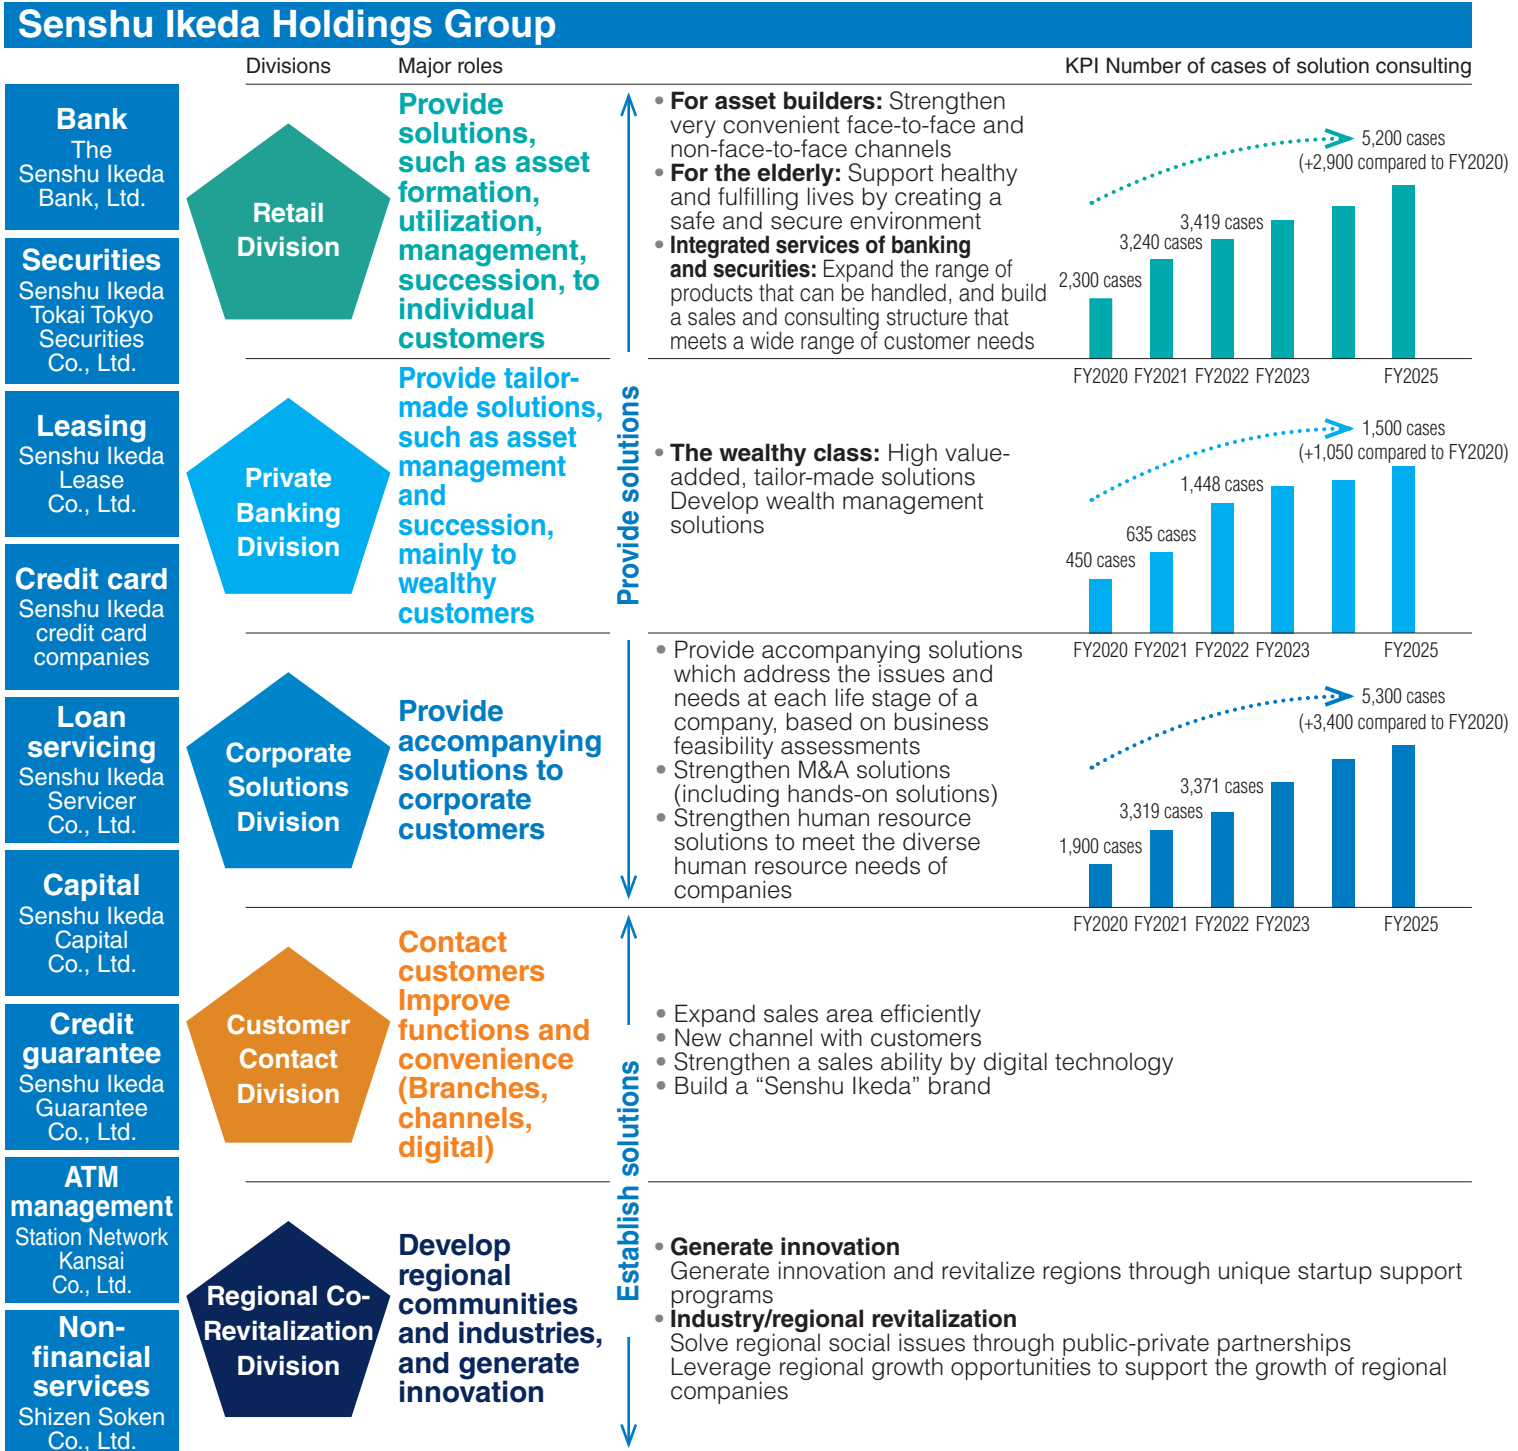 Senshu Ikeda Holdings Group
Divisions
Major roles
KPI Number of cases of solution consulting
Bank
The
Senshu Ikeda
Bank, Ltd.
Securities
Senshu Ikeda
Tokai Tokyo
Securities
Co., Ltd.
Leasing
Senshu Ikeda
Lease
Co., Ltd.
Credit card
Senshu Ikeda
credit card
companies
Loan
servicing
Senshu Ikeda
Servicer
Co., Ltd.
Capital
Senshu Ikeda
Capital
Co., Ltd.
Credit
guarantee
Senshu Ikeda
Guarantee
Co., Ltd.
ATM
management
Station Network
Kansai
Co., Ltd.
Non-
financial
services
Shizen Soken
Co., Ltd.
Retail
Division
Provide
solutions,
such as asset
formation,
utilization,
management,
succession, to
individual
customers
• For asset builders: Strengthen
very convenient face-to-face and
non-face-to-face channels
• For the elderly: Support healthy
and fulfilling lives by creating a
safe and secure environment
• Integrated services of banking
and securities: Expand the range of
products that can be handled, and build
a sales and consulting structure that
meets a wide range of customer needs
5,200 cases
(+2,900 compared to FY2020)
3,419 cases
3,240 cases
2,300 cases
FY2020 FY2021 FY2022 FY2023 FY2025
Private
Banking
Division
Provide tailor-
made solutions,
such as asset
management
and
succession,
mainly to
wealthy
customers
Provide solutions
• The wealthy class: High value-
added, tailor-made solutions
Develop wealth management
solutions
1,500 cases
(+1,050 compared to FY2020)
1,448 cases
635 cases
450 cases
FY2020 FY2021 FY2022 FY2023 FY2025
Corporate
Solutions
Division
Provide
accompanying
solutions to
corporate
customers
• Provide accompanying solutions
which address the issues and
needs at each life stage of a
company, based on business
feasibility assessments
• Strengthen M&A solutions
(including hands-on solutions)
• Strengthen human resource
solutions to meet the diverse
human resource needs of
companies
5,300 cases
(+3,400 compared to FY2020)
3,371 cases
3,319 cases
1,900 cases
FY2020 FY2021 FY2022 FY2023 FY2025
Customer
Contact
Division
Contact
customers
Improve
functions and
convenience
(Branches,
channels,
digital)
Establish solutions
• Expand sales area efficiently
• New channel with customers
• Strengthen a sales ability by digital technology
• Build a “Senshu Ikeda” brand
Regional Co-
Revitalization
Division
Develop
regional
communities
and industries,
and generate
innovation
• Generate innovation
Generate innovation and revitalize regions through unique startup support
programs
• Industry/regional revitalization
Solve regional social issues through public-private partnerships
Leverage regional growth opportunities to support the growth of regional
companies